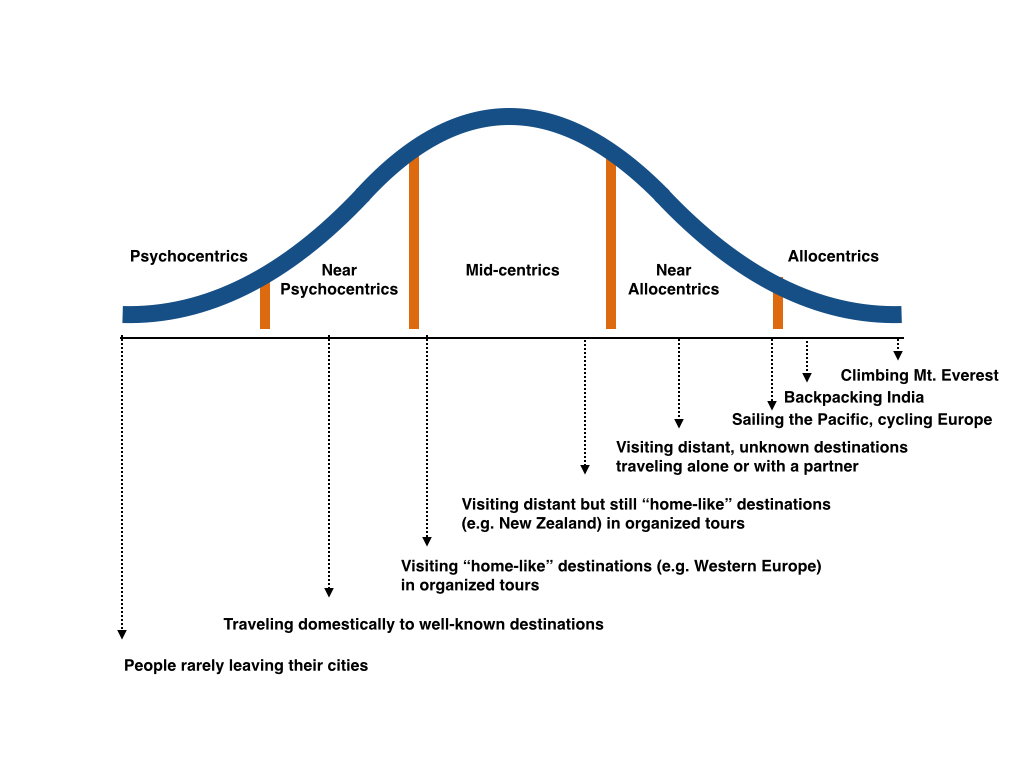 Psychocentrics
Near
Psychocentrics
Mid-centrics
Near
Allocentrics
Allocentrics
Climbing Mt. Everest
Backpacking India
Sailing the Pacific, cycling Europe
Visiting distant, unknown destinations
traveling alone or with a partner
Visiting distant but still “home-like” destinations
(e.g. New Zealand) in organized tours
Visiting “home-like” destinations (e.g. Western Europe)
in organized tours
Traveling domestically to well-known destinations
People rarely leaving their cities